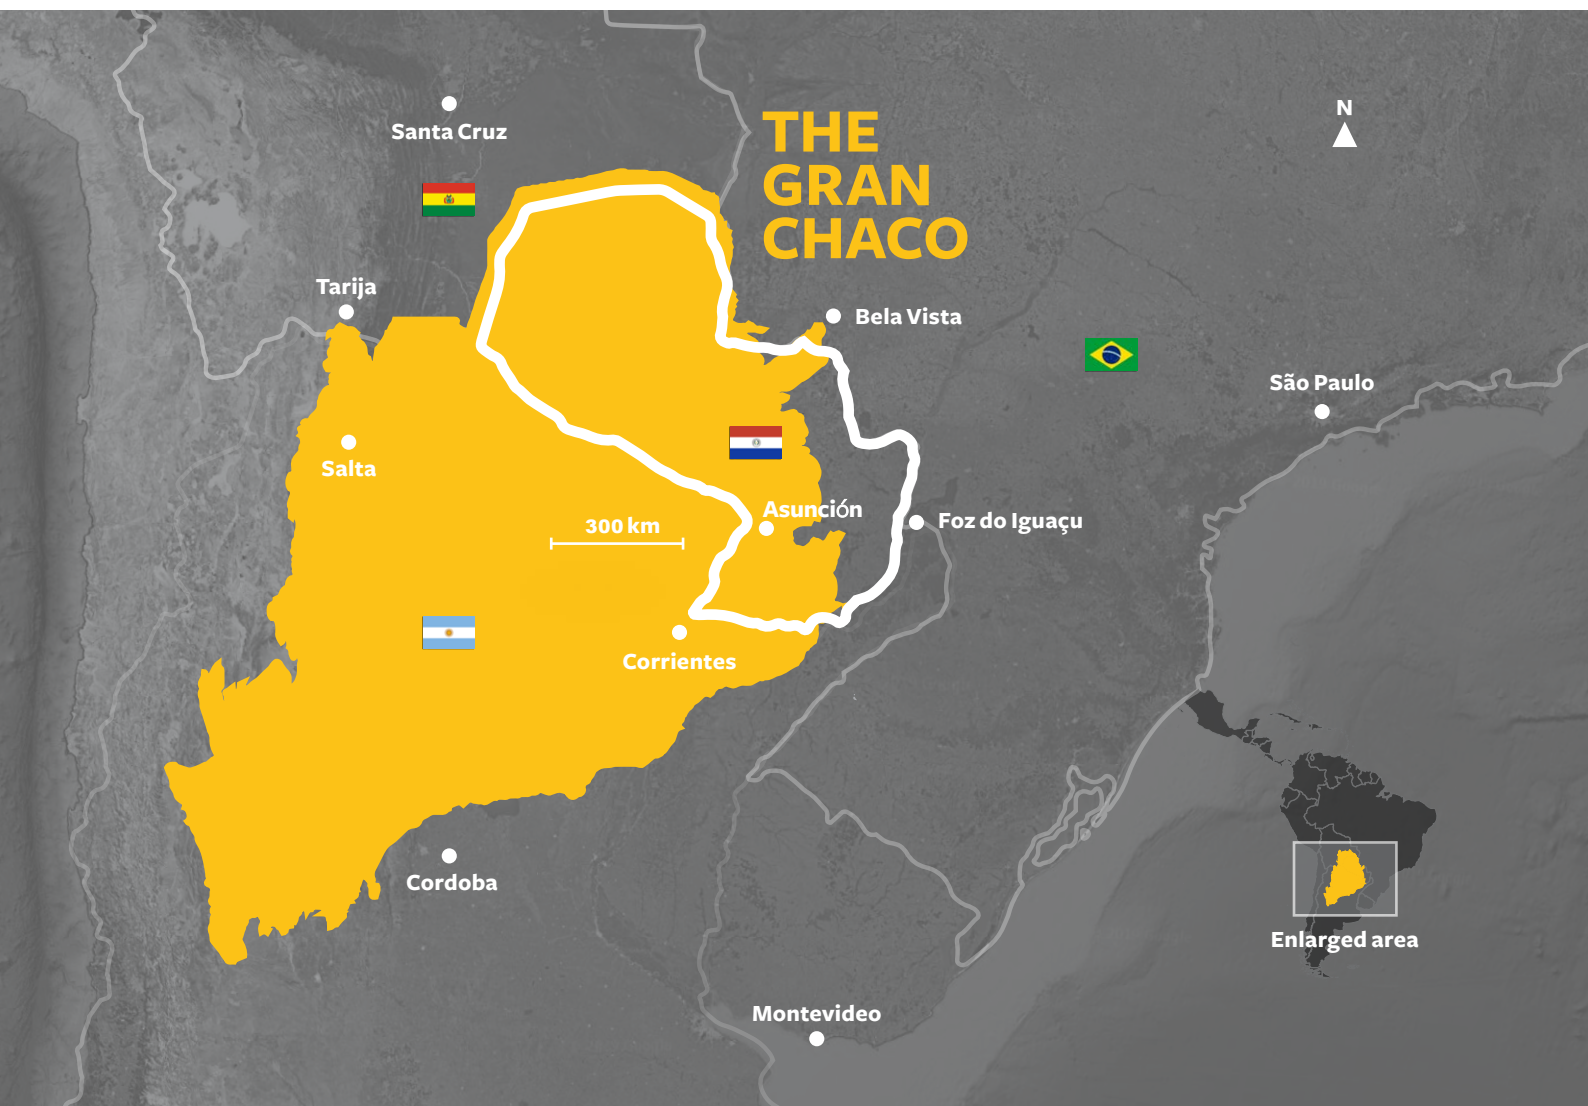 THE
GRAN
CHACO
N
Santa Cruz
Tarija
Bela Vista
São Paulo
Salta
Asunción
300 km
Foz do Iguaçu
Corrientes
Cordoba
Enlarged area
Montevideo